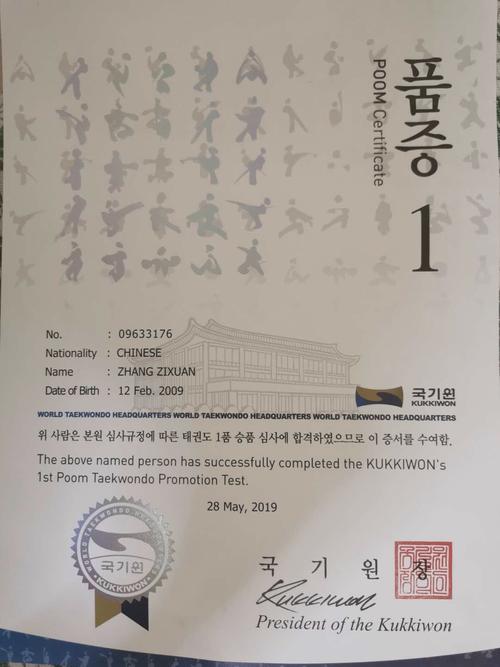 품증
POOM Certificate
1
No. : 09633176
Nationality : CHINESE
Name : ZHANG ZIXUAN
Date of Birth : 12 Feb. 2009
국기원
KUKKIWON
WORLD TAEKWONDO HEADQUARTERS WORLD TAEKWONDO HEADQUARTERS WORLD TAEKWONDO HEADQUARTERS
위 사람은 본원 심사규정에 따른 태권도 1품 승품 심사에 합격하였으므로 이 증서를 수여함.
The above named person has successfully completed the KUKKIWON's
1st Poom Taekwondo Promotion Test.
28 May, 2019
WORLD TAEKWONDO HEADQUARTERS
국기원
KUKKIWON
국 기 원 장
Kukkiwon
President of the Kukkiwon